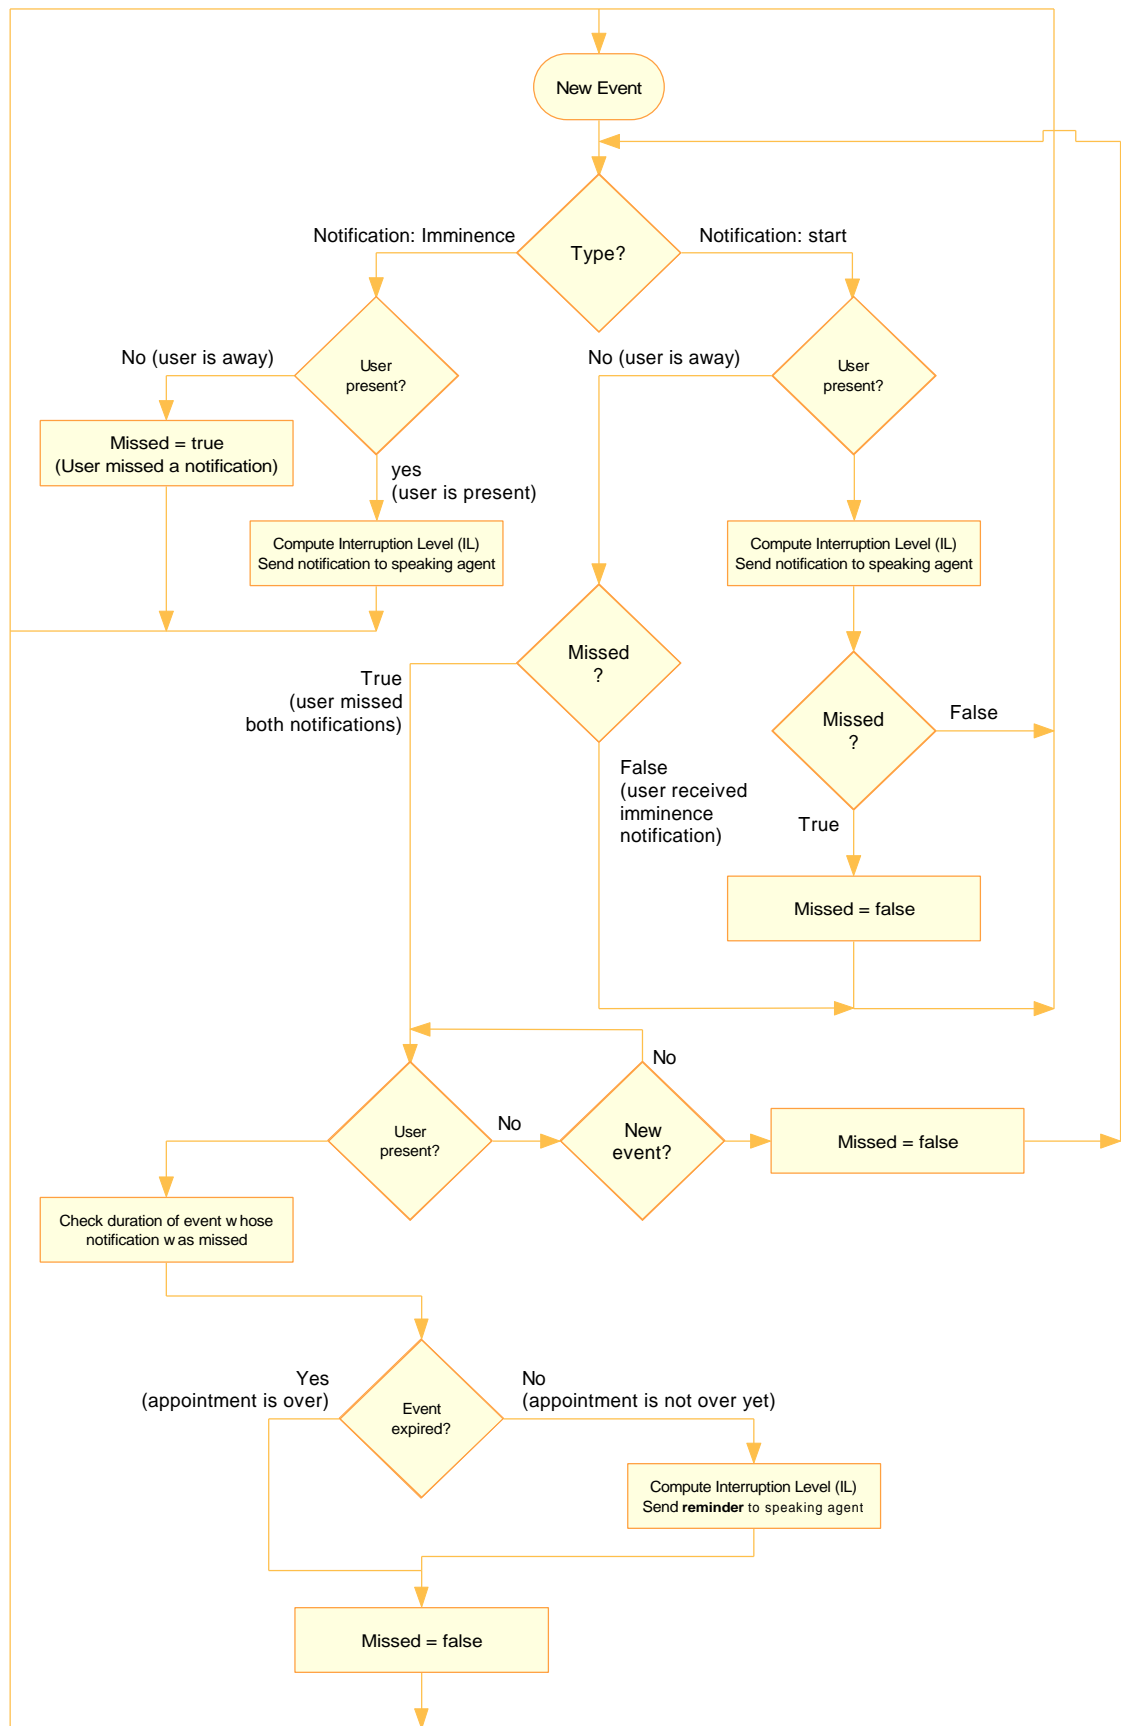 New Event
Type?
Notification: Imminence
Notification: start
User
present?
No (user is away)
Missed = true
(User missed a notification)
yes
(user is present)
Compute Interruption Level (IL)
Send notification to speaking agent
User
present?
No (user is away)
Compute Interruption Level (IL)
Send notification to speaking agent
Missed
?
True
(user missed
both notifications)
False
(user received
imminence
notification)
Missed
?
False
True
Missed = false
User
present?
No
New
event?
No
Missed = false
Check duration of event whose
notification was missed
Event
expired?
Yes
(appointment is over)
No
(appointment is not over yet)
Compute Interruption Level (IL)
Send reminder to speaking agent
Missed = false